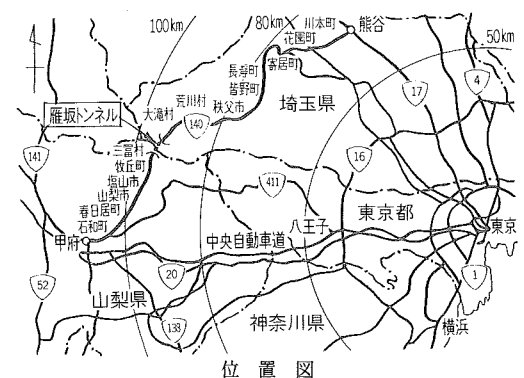 100km
80km
50km
川本町
花園町
熊谷
寄居町
長瀞町
皆野町
秩父市
荒川村
大滝村
雁坂トンネル
140
埼玉県
17
4
16
141
三富村
牧丘町
塩山市
山梨市
春日居町
石和町
甲府
411
東京都
八王子
中央自動車道
東京
20
52
山梨県
138
神奈川県
1
横浜
位置図